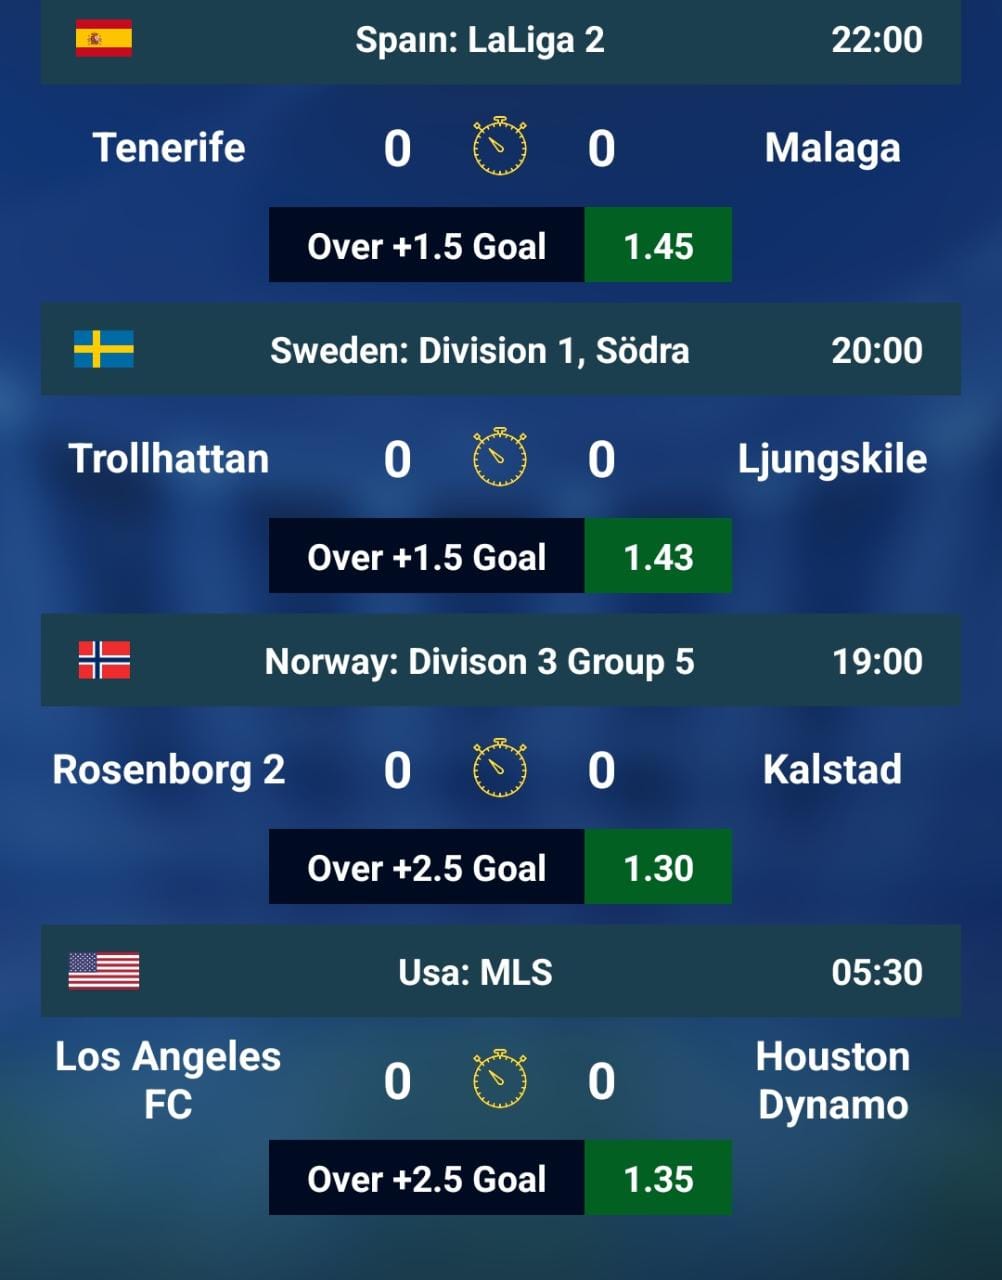 Spaın: LaLiga 2 22:00
Tenerife 0 0 Malaga
Over +1.5 Goal 1.45
Sweden: Division 1, Södra 20:00
Trollhattan 0 0 Ljungskile
Over +1.5 Goal 1.43
Norway: Divison 3 Group 5 19:00
Rosenborg 2 0 0 Kalstad
Over +2.5 Goal 1.30
Usa: MLS 05:30
Los Angeles FC 0 0 Houston Dynamo
Over +2.5 Goal 1.35